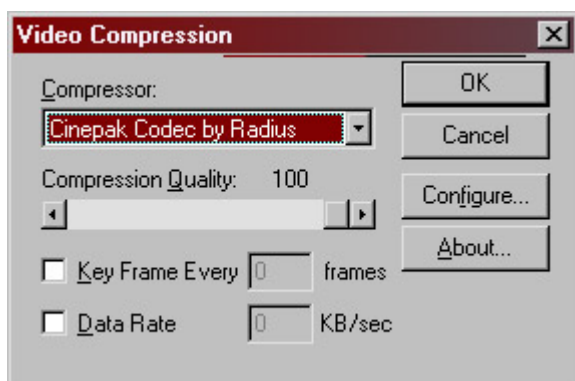 Video Compression
Compressor:
Cinepak Codec by Radius
Compression Quality: 100
Key Frame Every 0 frames
Data Rate 0 KB/sec
OK
Cancel
Configure...
About...